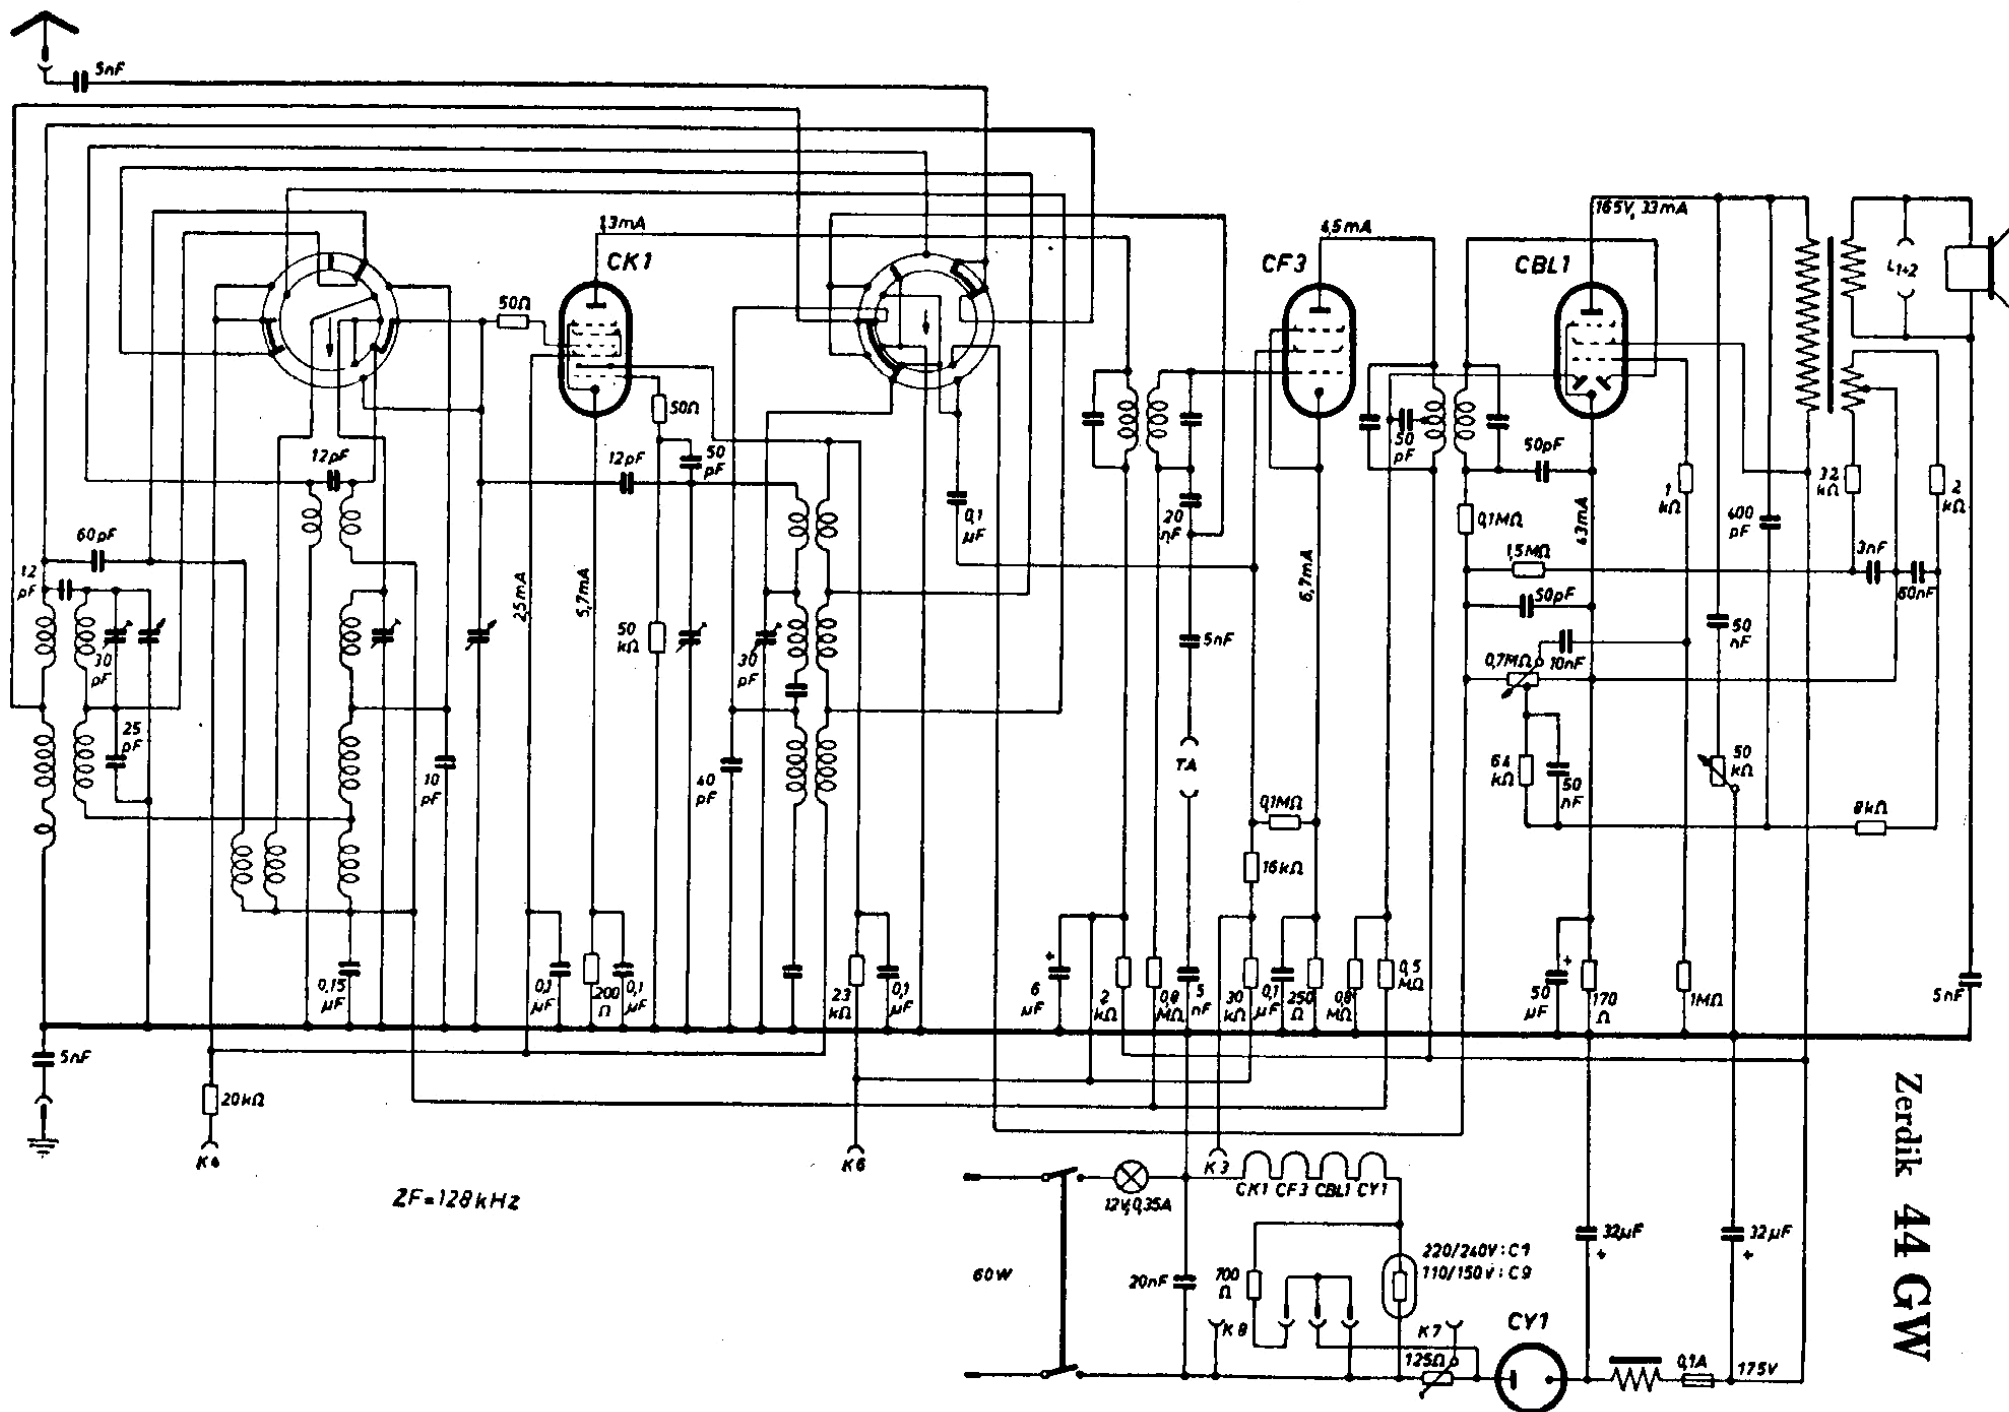 5nF
1,3mA
CK1
50Ω
50Ω
12pF
12pF
50
pF
60pF
12
pF
30
pF
25
pF
10
pF
2,5mA
5,7mA
50
kΩ
30
pF
40
pF
0,1
µF
20
nF
5nF
TA
4,5mA
CF3
CBL1
165V, 33mA
L1+2
50
pF
50pF
43mA
1
kΩ
400
pF
32
kΩ
2
kΩ
0,1MΩ
1,5MΩ
3nF
60nF
50pF
6,7mA
0,7MΩ
10nF
50
nF
64
kΩ
50
nF
50
kΩ
8kΩ
0,1MΩ
16kΩ
0,15
µF
0,1
µF
200
Ω
0,1
µF
23
kΩ
0,1
µF
6
µF
+
2
kΩ
0,8
MΩ
5
nF
30
kΩ
0,1
µF
250
Ω
0,8
MΩ
0,5
MΩ
50
µF
+
170
Ω
1MΩ
5nF
5nF
20kΩ
K4
K6
K3
ZF=128kHz
12V;0,35A
CK1 CF3 CBL1 CY1
60W
20nF
700
Ω
K8
220/240V: C1
110/150V: C9
K7
125Ω
CY1
32µF
+
32µF
+
0,1A
175V
Zerdik 44 GW